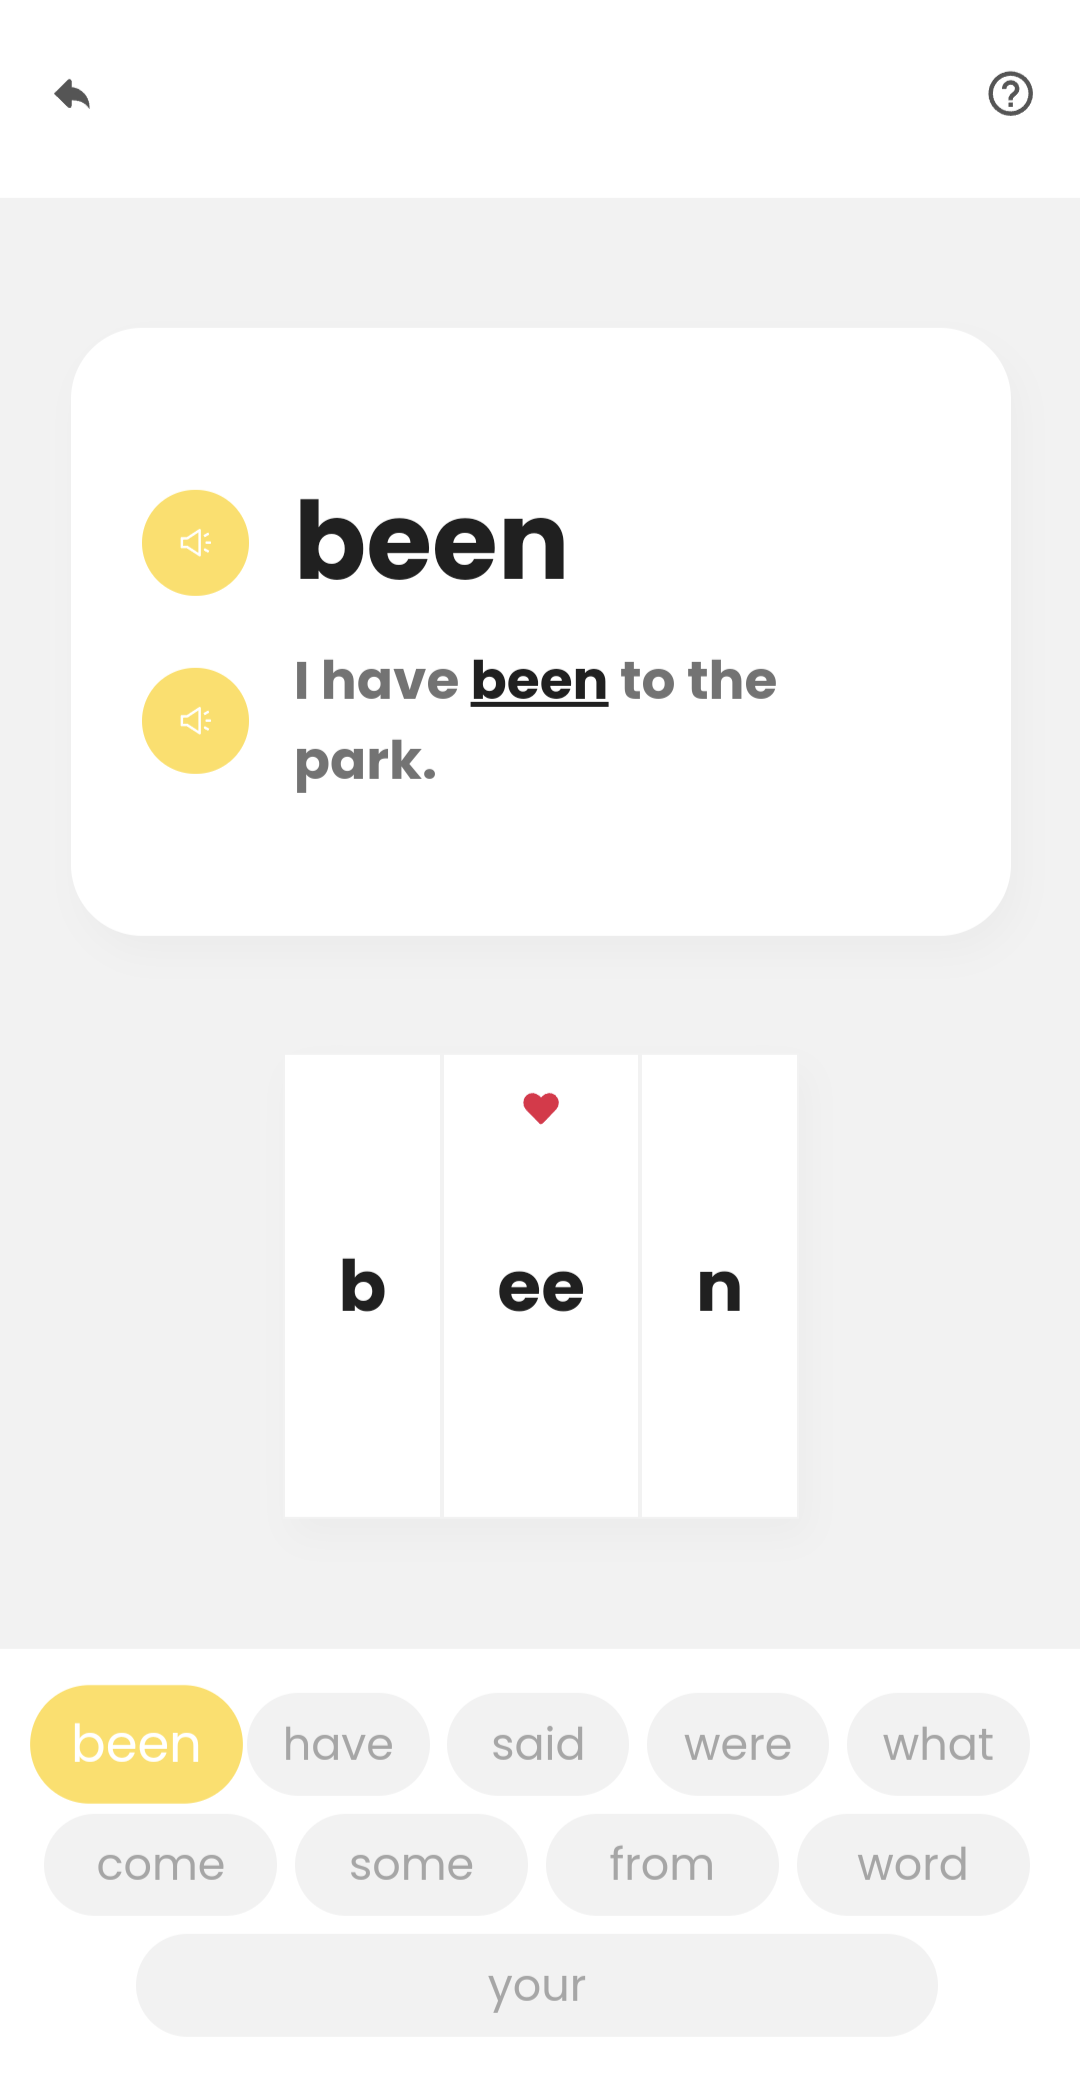 been
I have been to the
park.
b ee n
been have said were what
come some from word
your